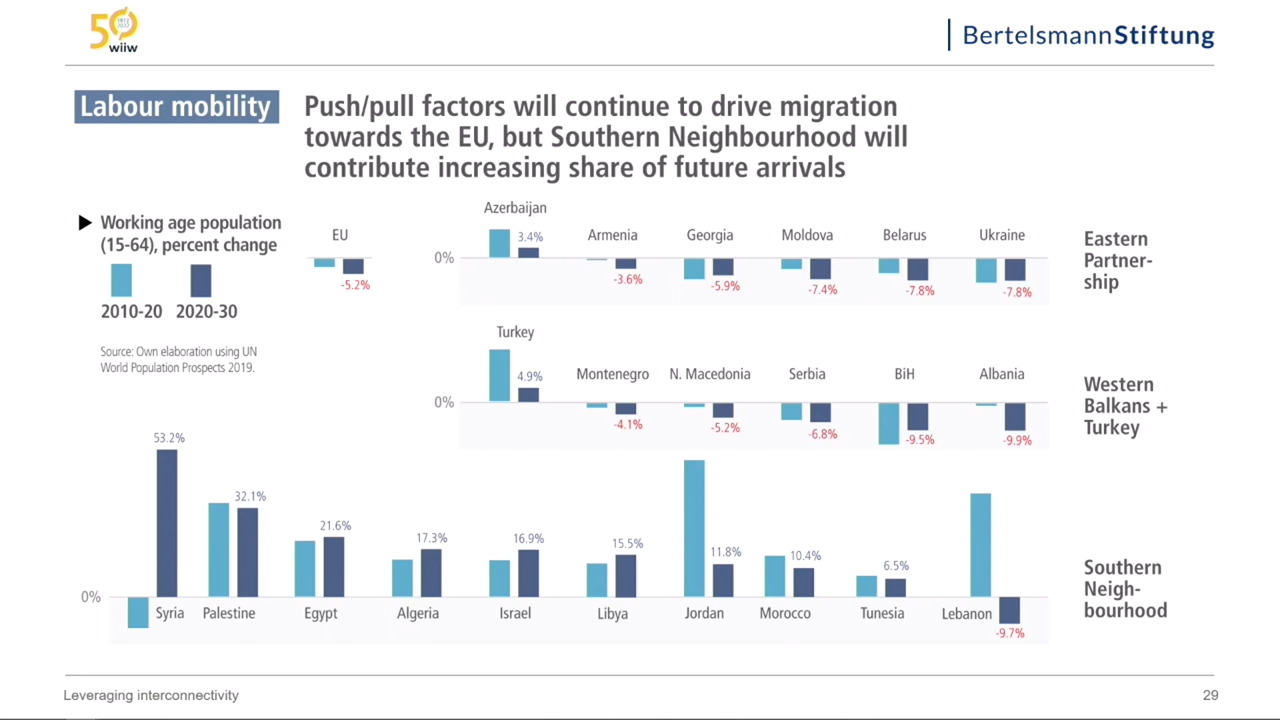 50
wiiw
BertelsmannStiftung
Labour mobility
Push/pull factors will continue to drive migration
towards the EU, but Southern Neighbourhood will
contribute increasing share of future arrivals
Working age population
(15-64), percent change
2010-20 2020-30
Source: Own elaboration using UN
World Population Prospects 2019.
EU
-5.2%
Azerbaijan
Armenia Georgia Moldova Belarus Ukraine
0%
3.4%
-3.6% -5.9% -7.4% -7.8% -7.8%
Eastern
Partner-
ship
Turkey
Montenegro N. Macedonia Serbia BiH Albania
0%
4.9%
-4.1% -5.2% -6.8% -9.5% -9.9%
Western
Balkans +
Turkey
53.2% 32.1% 21.6% 17.3% 16.9% 15.5% 11.8% 10.4% 6.5%
0%
Syria Palestine Egypt Algeria Israel Libya Jordan Morocco Tunesia Lebanon
-9.7%
Southern
Neigh-
bourhood
Leveraging interconnectivity
29